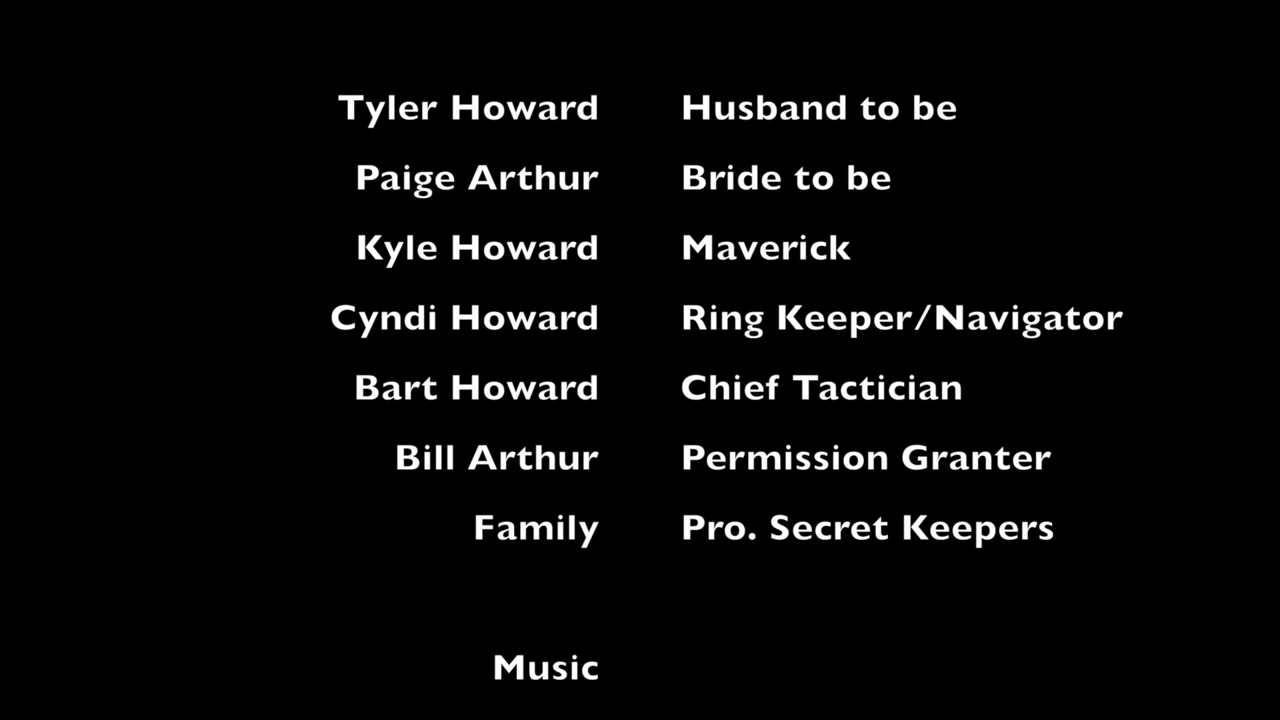 Tyler Howard Husband to be
Paige Arthur Bride to be
Kyle Howard Maverick
Cyndi Howard Ring Keeper/Navigator
Bart Howard Chief Tactician
Bill Arthur Permission Granter
Family Pro. Secret Keepers
Music